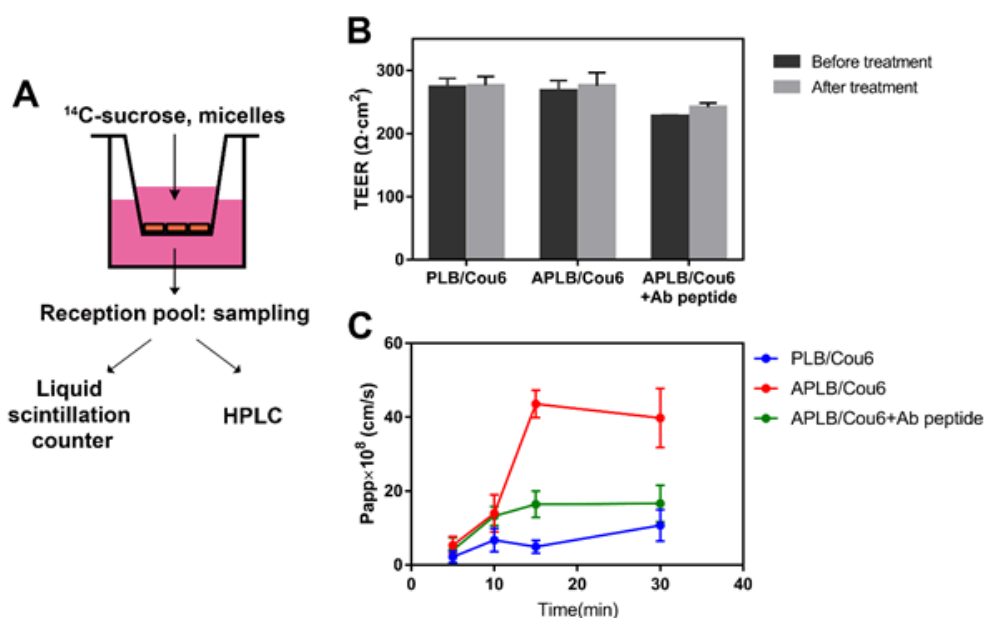 A
¹⁴C-sucrose, micelles
Reception pool: sampling
Liquid
scintillation
counter
HPLC
B
TEER (Ω·cm²)
300
200
100
0
PLB/Cou6
APLB/Cou6
APLB/Cou6
+Ab peptide
Before treatment
After treatment
C
Papp×10⁸ (cm/s)
60
40
20
0
0
10
20
30
40
Time(min)
PLB/Cou6
APLB/Cou6
APLB/Cou6+Ab peptide